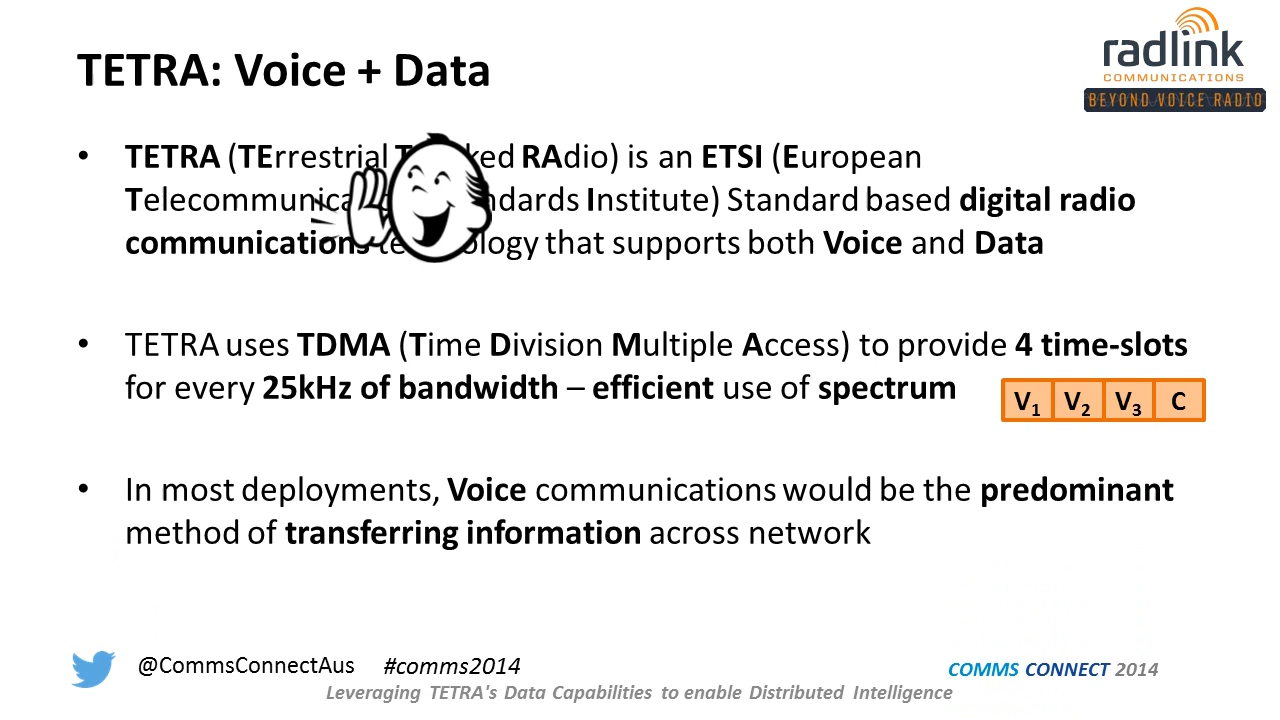 TETRA: Voice + Data
radlink
COMMUNICATIONS
BEYOND VOICE RADIO
• TETRA (TErrestrial T ked RAdio) is an ETSI (European
Telecommunica ndards Institute) Standard based digital radio
communications te ology that supports both Voice and Data
• TETRA uses TDMA (Time Division Multiple Access) to provide 4 time-slots
for every 25kHz of bandwidth – efficient use of spectrum
V1 V2 V3 C
• In most deployments, Voice communications would be the predominant
method of transferring information across network
@CommsConnectAus #comms2014
COMMS CONNECT 2014
Leveraging TETRA's Data Capabilities to enable Distributed Intelligence